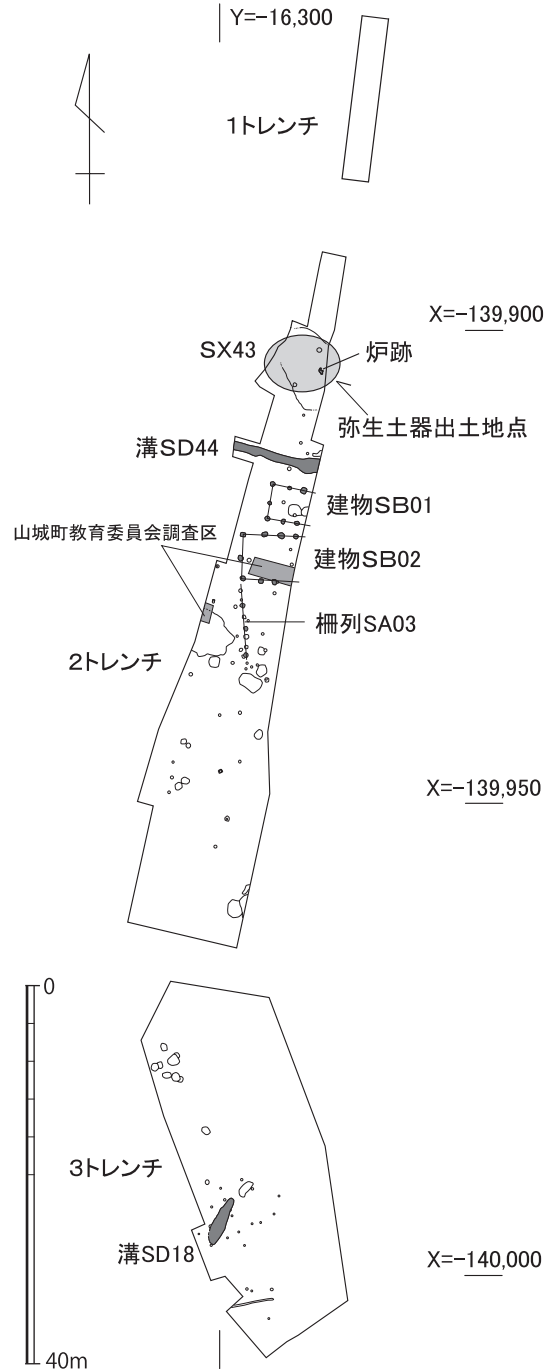 Y=-16,300
1トレンチ
X=-139,900
SX43
炉跡
弥生土器出土地点
溝SD44
建物SB01
山城町教育委員会調査区
建物SB02
柵列SA03
2トレンチ
X=-139,950
0
3トレンチ
溝SD18
X=-140,000
40m